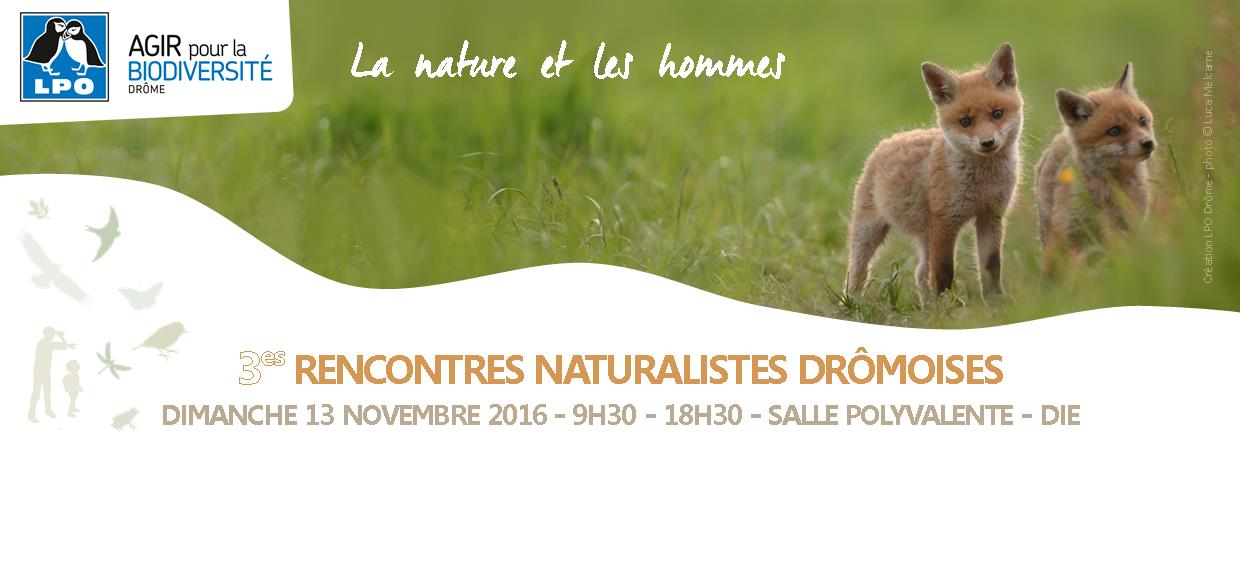 LPO
AGIR pour la
BIODIVERSITÉ
DRÔME
La nature et les hommes
Création LPO Drôme - photo © Luca Melcarne
3es RENCONTRES NATURALISTES DRÔMOISES
DIMANCHE 13 NOVEMBRE 2016 - 9H30 - 18H30 - SALLE POLYVALENTE - DIE